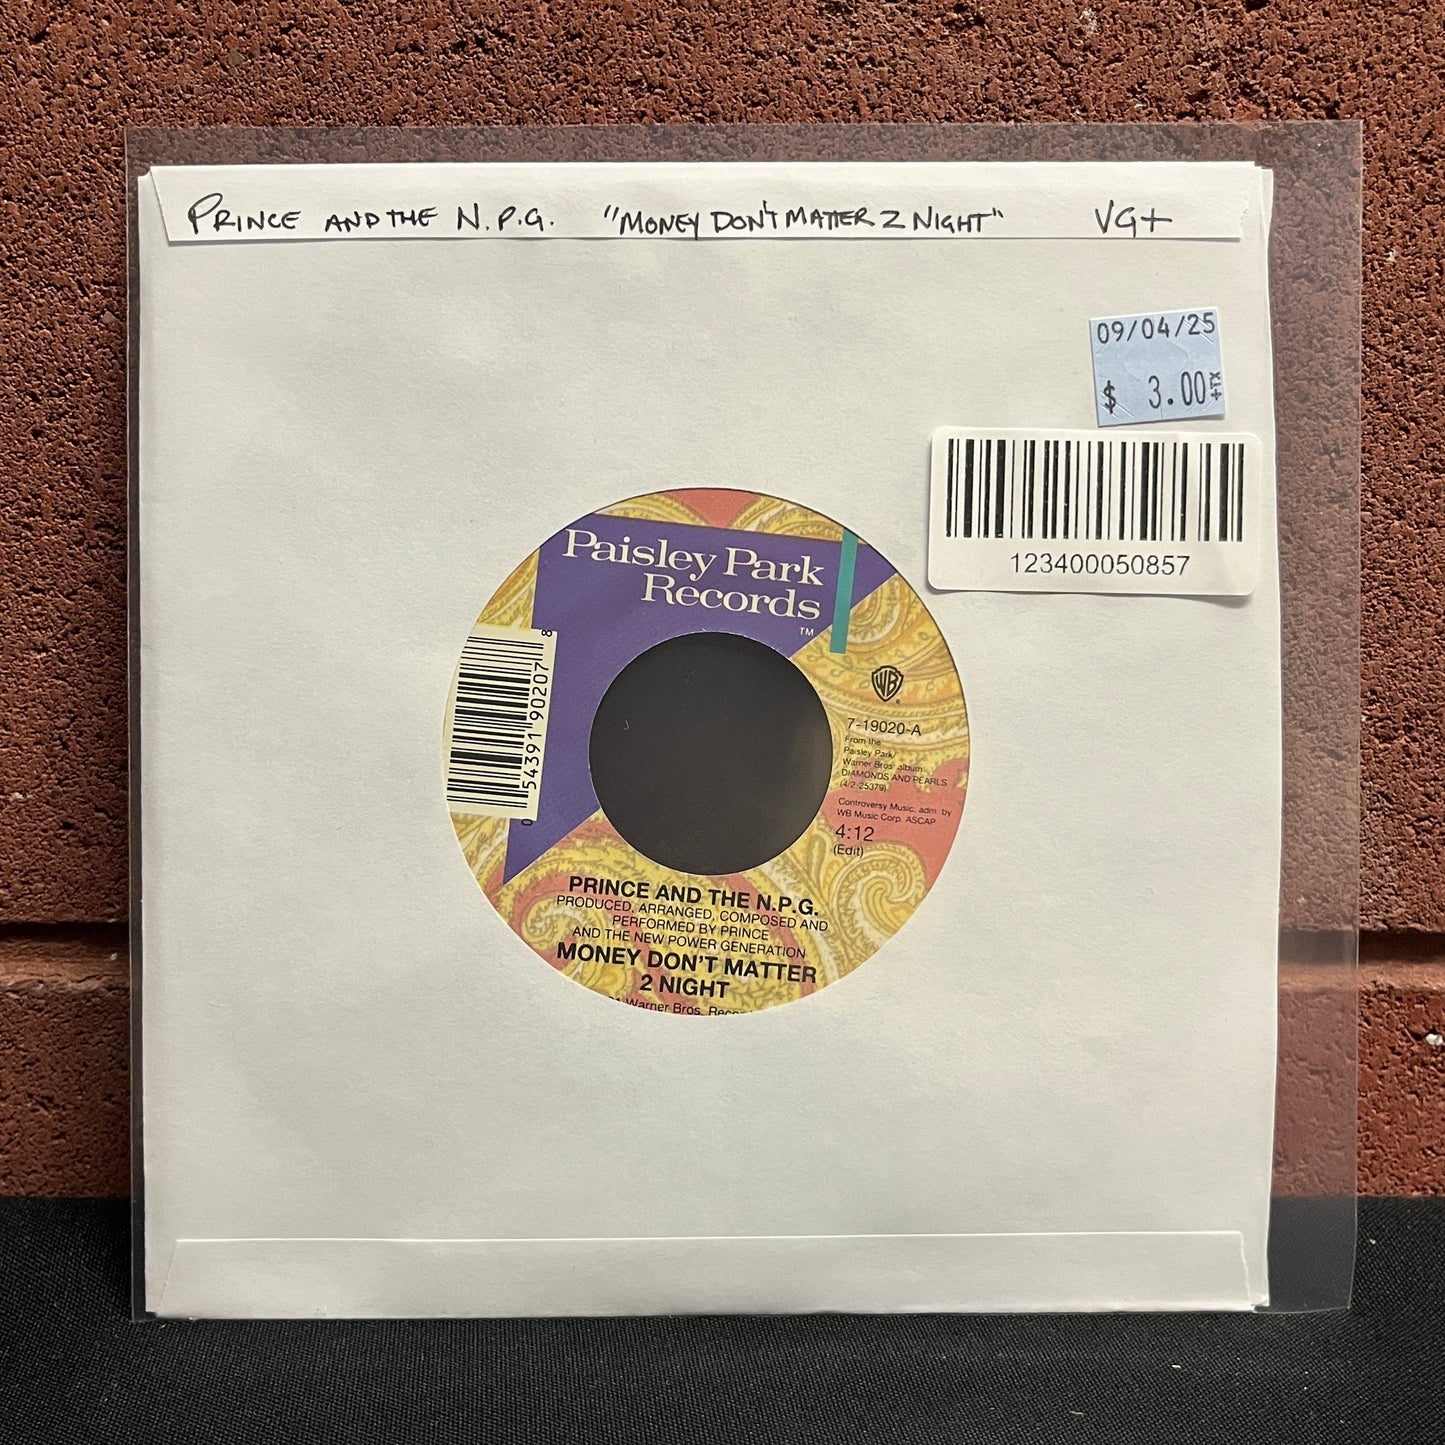 PRINCE AND THE N.P.G. "MONEY DON'T MATTER 2 NIGHT" VG+
09/04/25
$ 3.00
123400050857
Paisley Park
Records
TM
WB
7-19020-A
From the
Paisley Park/
Warner Bros. album
DIAMONDS AND PEARLS
(4/2-25379)
Controversy Music, adm. by
WB Music Corp. ASCAP
4:12
(Edit)
0 54391 90207 8
PRINCE AND THE N.P.G.
PRODUCED, ARRANGED, COMPOSED AND
PERFORMED BY PRINCE
AND THE NEW POWER GENERATION
MONEY DON'T MATTER
2 NIGHT
Warner Bros.